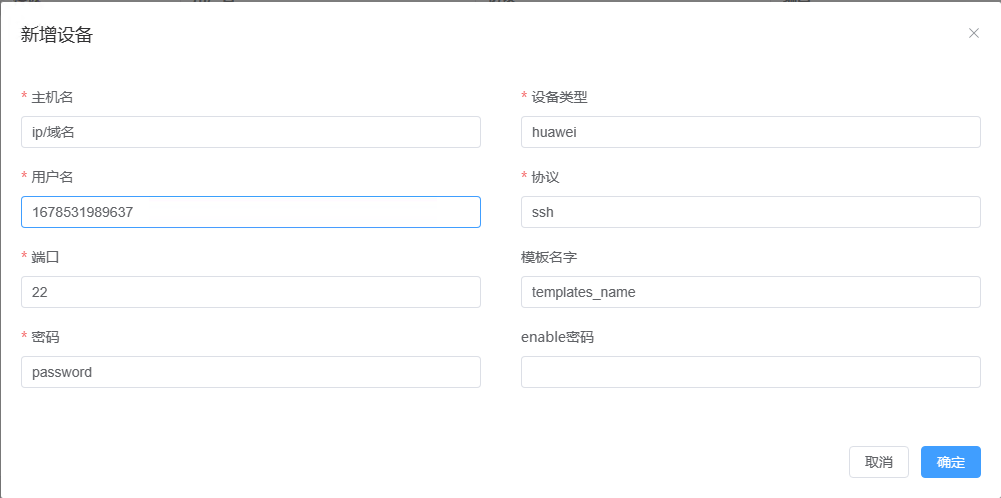 新增设备
* 主机名
* 设备类型
ip/域名
huawei
* 用户名
* 协议
1678531989637
ssh
* 端口
模板名字
22
templates_name
* 密码
enable密码
password
取消
确定